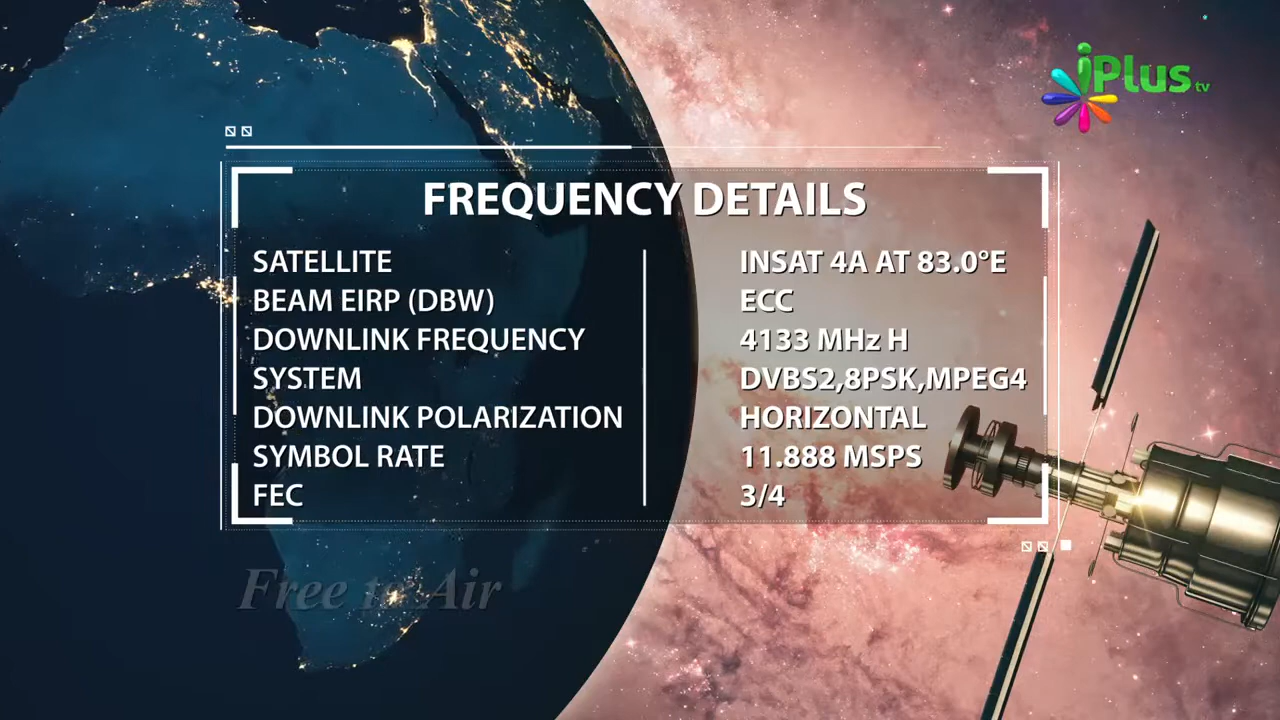 iPlus tv
FREQUENCY DETAILS
SATELLITE INSAT 4A AT 83.0°E
BEAM EIRP (DBW) ECC
DOWNLINK FREQUENCY 4133 MHz H
SYSTEM DVBS2,8PSK,MPEG4
DOWNLINK POLARIZATION HORIZONTAL
SYMBOL RATE 11.888 MSPS
FEC 3/4
Free to Air